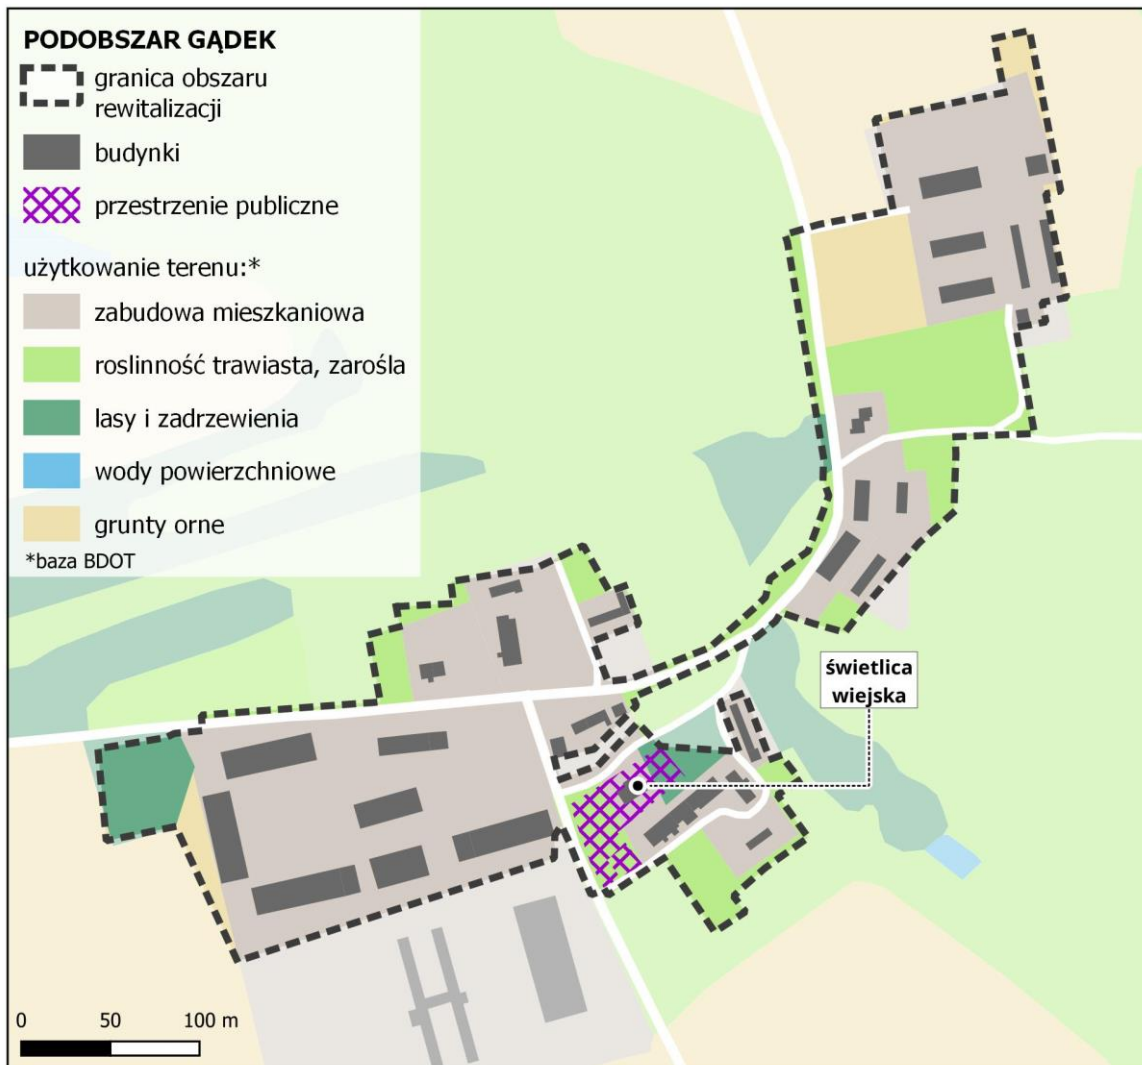 PODOBSZAR GĄDEK
granica obszaru
rewitalizacji
budynki
przestrzenie publiczne
użytkowanie terenu:*
zabudowa mieszkaniowa
roslinność trawiasta, zarośla
lasy i zadrzewienia
wody powierzchniowe
grunty orne
*baza BDOT
świetlica
wiejska
0 50 100 m